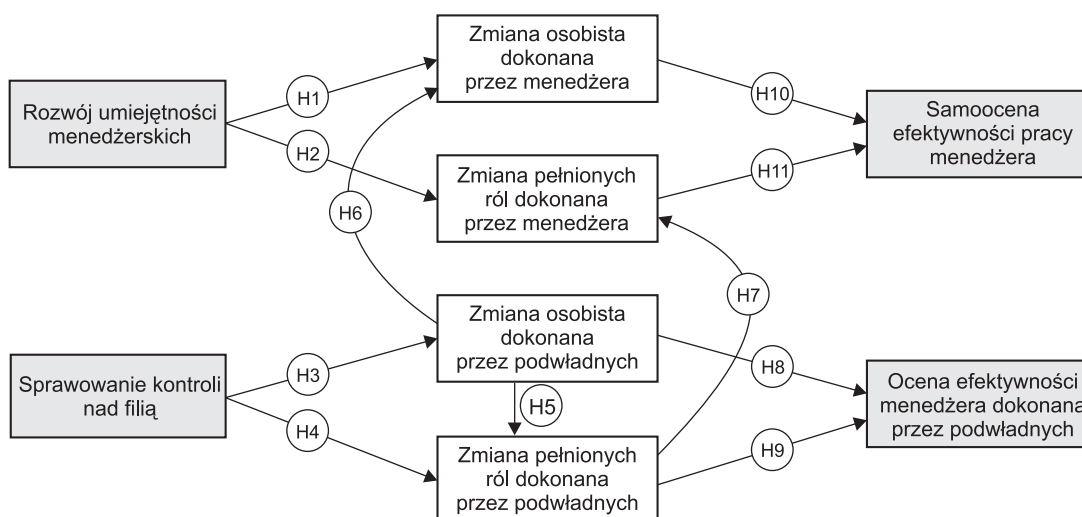 Zmiana osobista
dokonana
przez menedżera
Rozwój umiejętności
menedżerskich
H1
H2
H10
H11
Samoocena
efektywności pracy
menedżera
Zmiana pełnionych
ról dokonana
przez menedżera
H6
H7
Zmiana osobista
dokonana
przez podwładnych
Sprawowanie kontroli
nad filią
H3
H4
H5
H8
H9
Ocena efektywności
menedżera dokonana
przez podwładnych
Zmiana pełnionych
ról dokonana
przez podwładnych